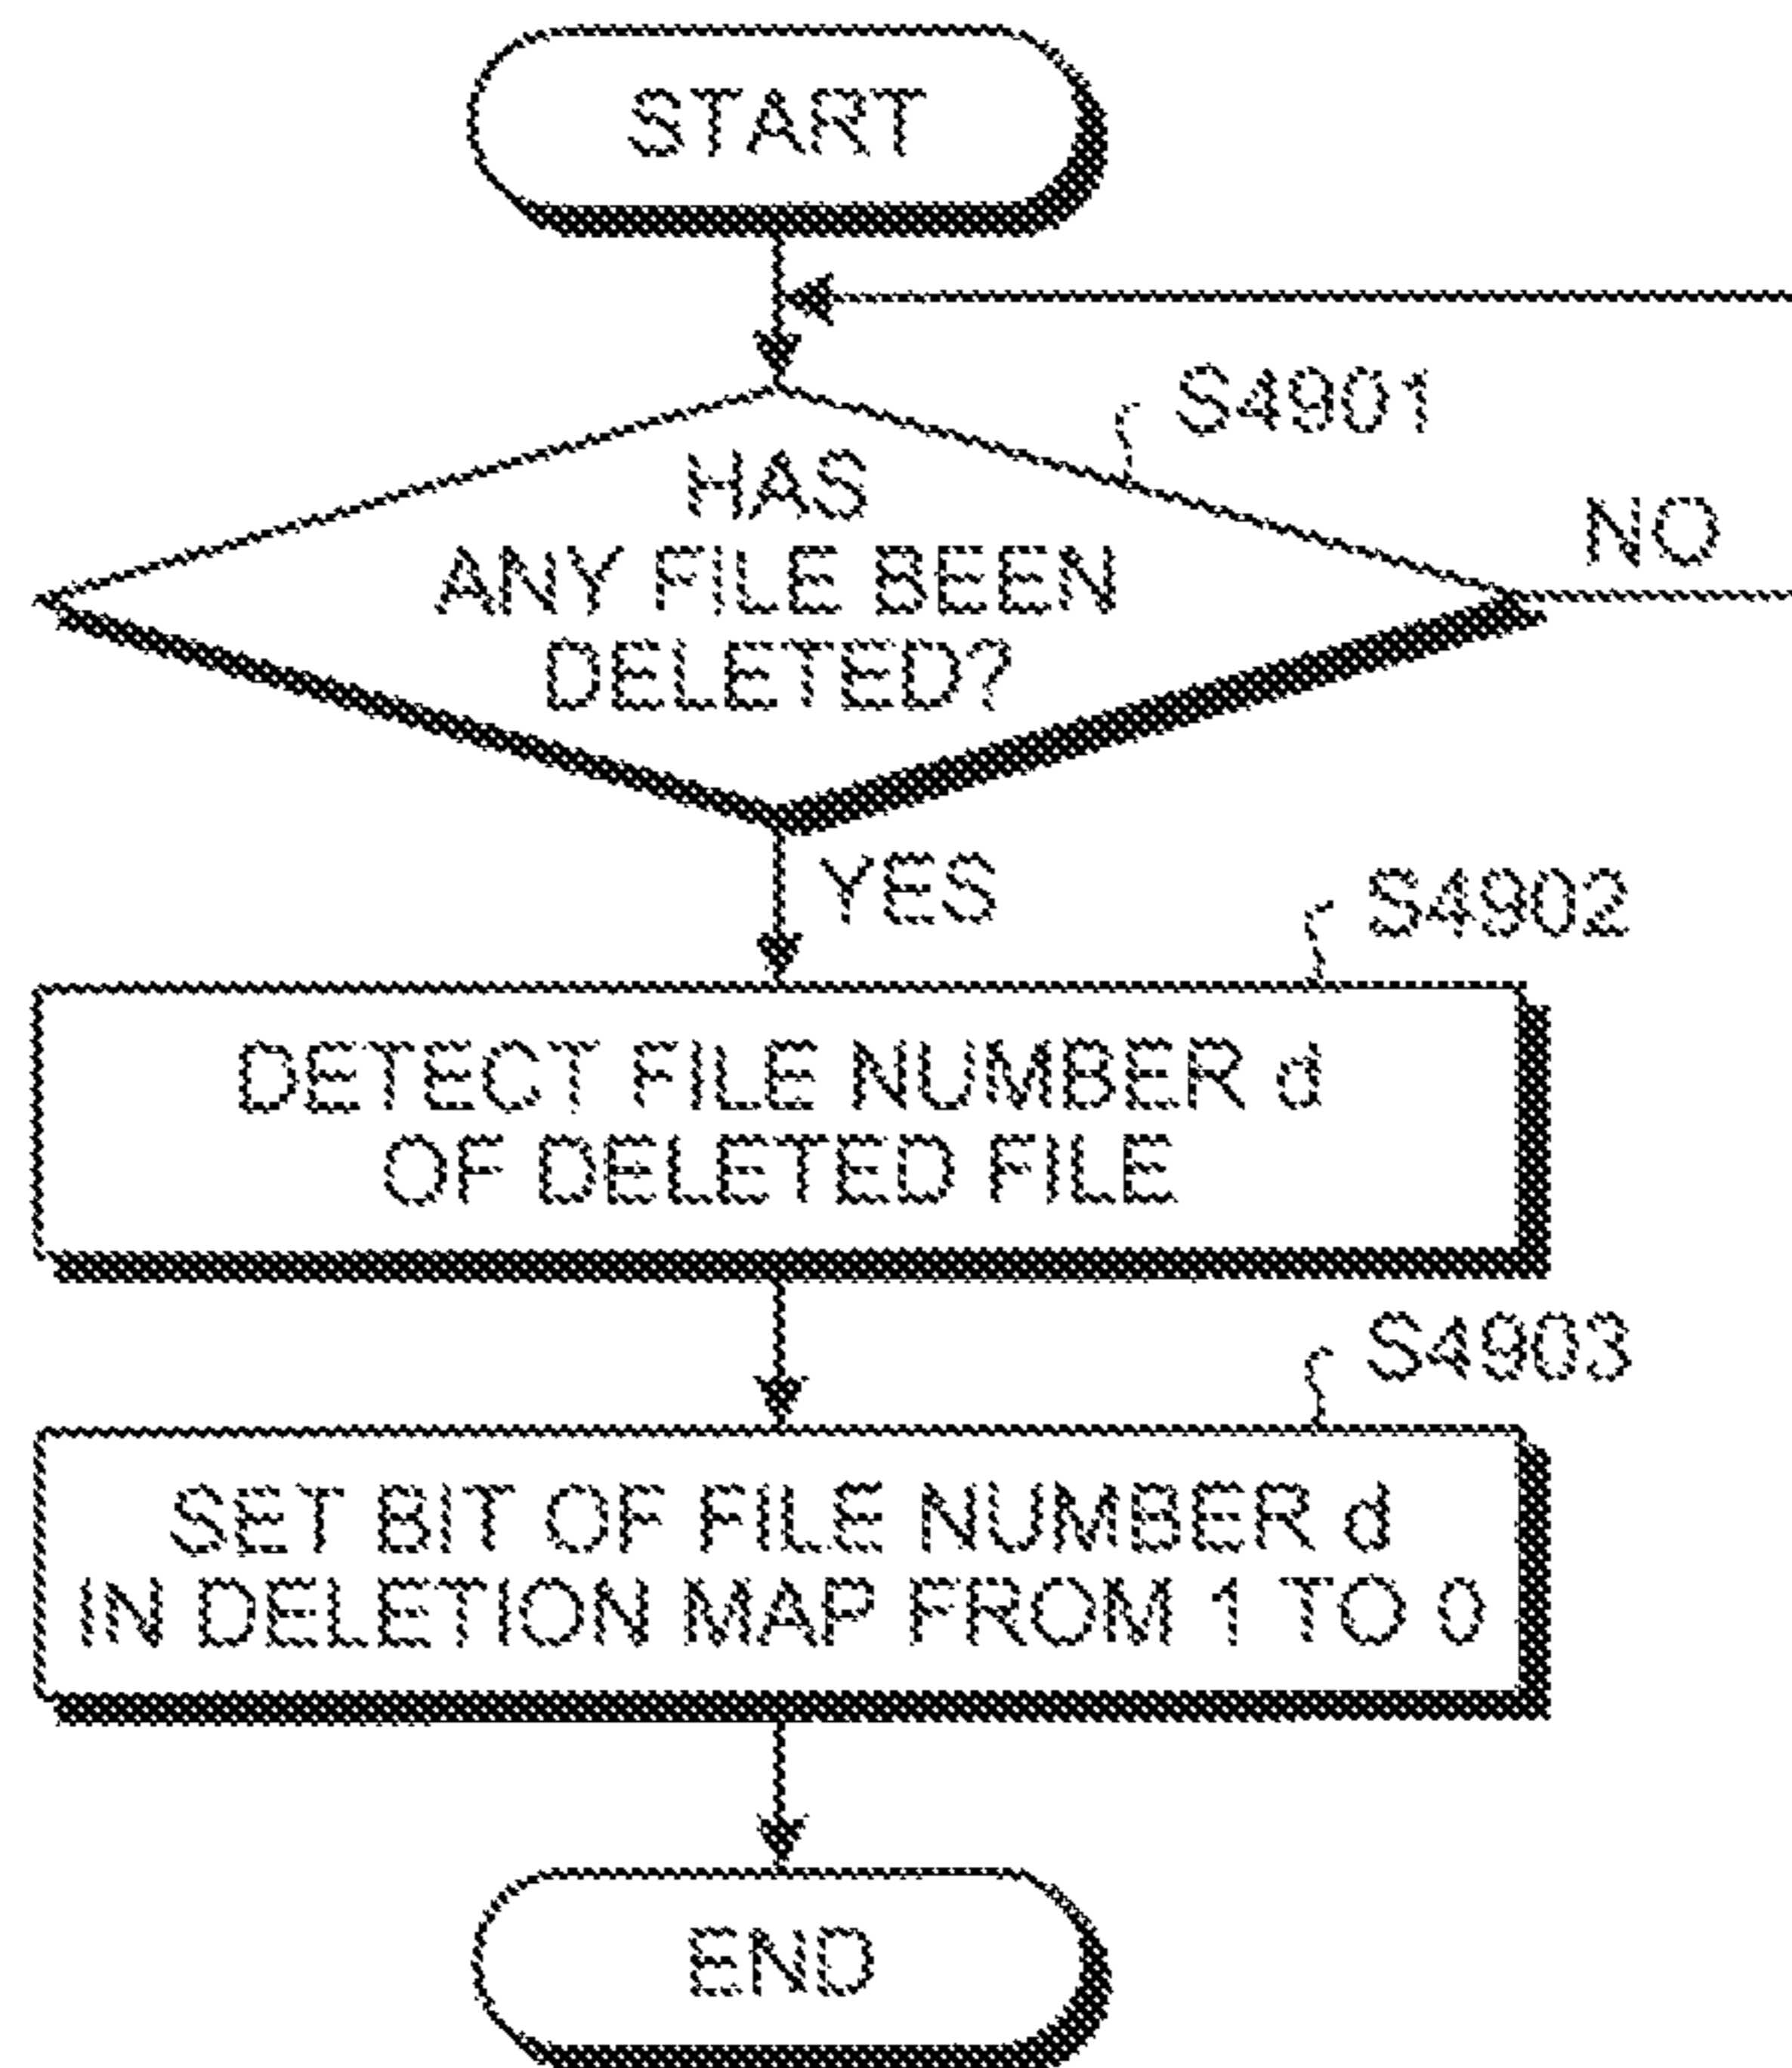 START
S4901
HAS
ANY FILE BEEN
DELETED?
NO
YES
S4902
DETECT FILE NUMBER d
OF DELETED FILE
S4903
SET BIT OF FILE NUMBER d
IN DELETION MAP FROM 1 TO 0
END